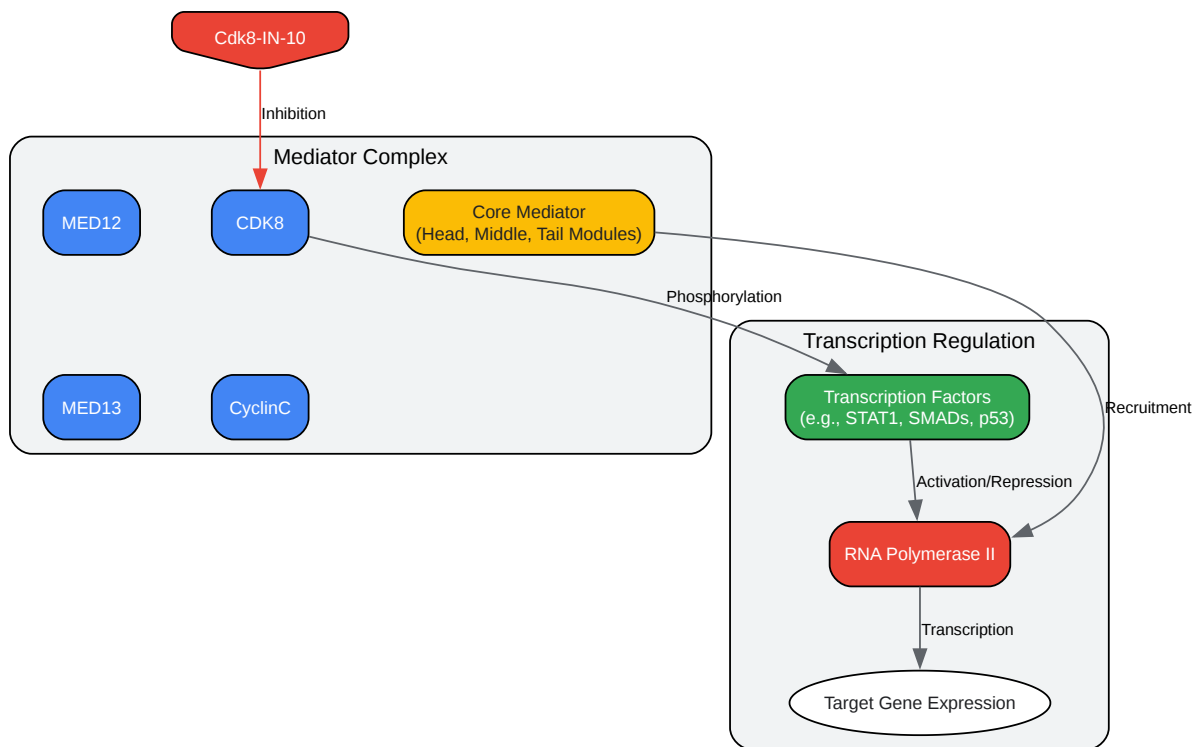 Cdk8-IN-10
Inhibition
Mediator Complex
MED12
CDK8
Core Mediator
(Head, Middle, Tail Modules)
Phosphorylation
Transcription Regulation
MED13
CyclinC
Transcription Factors
(e.g., STAT1, SMADs, p53)
Recruitment
Activation/Repression
RNA Polymerase II
Transcription
Target Gene Expression